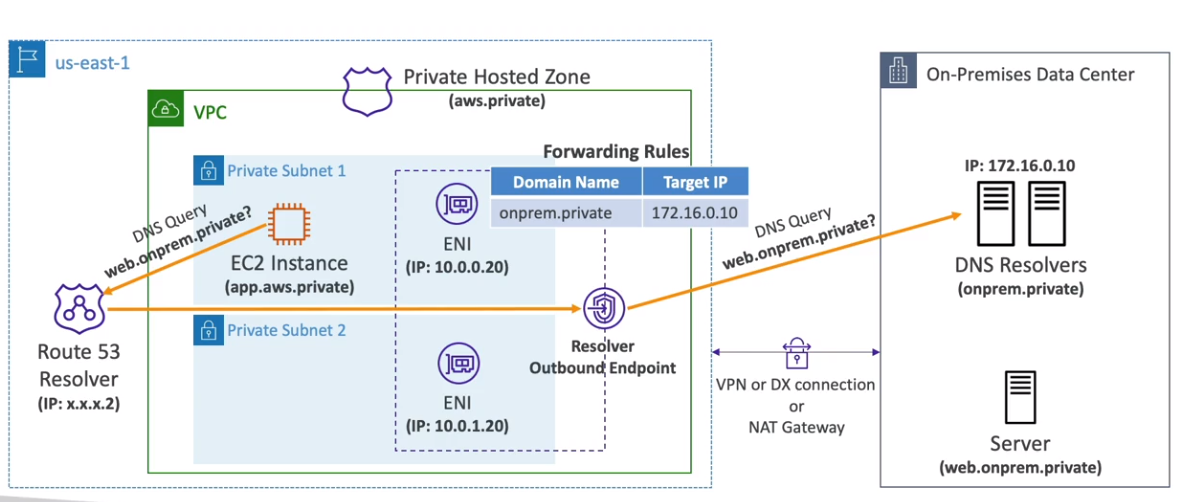 us-east-1
Private Hosted Zone
(aws.private)
VPC
On-Premises Data Center
Forwarding Rules
Domain Name Target IP
onprem.private 172.16.0.10
Private Subnet 1
DNS Query
web.onprem.private?
EC2 Instance
(app.aws.private)
ENI
(IP: 10.0.0.20)
DNS Query
web.onprem.private?
IP: 172.16.0.10
DNS Resolvers
(onprem.private)
Route 53
Resolver
(IP: x.x.x.2)
Private Subnet 2
ENI
(IP: 10.0.1.20)
Resolver
Outbound Endpoint
VPN or DX connection
or
NAT Gateway
Server
(web.onprem.private)